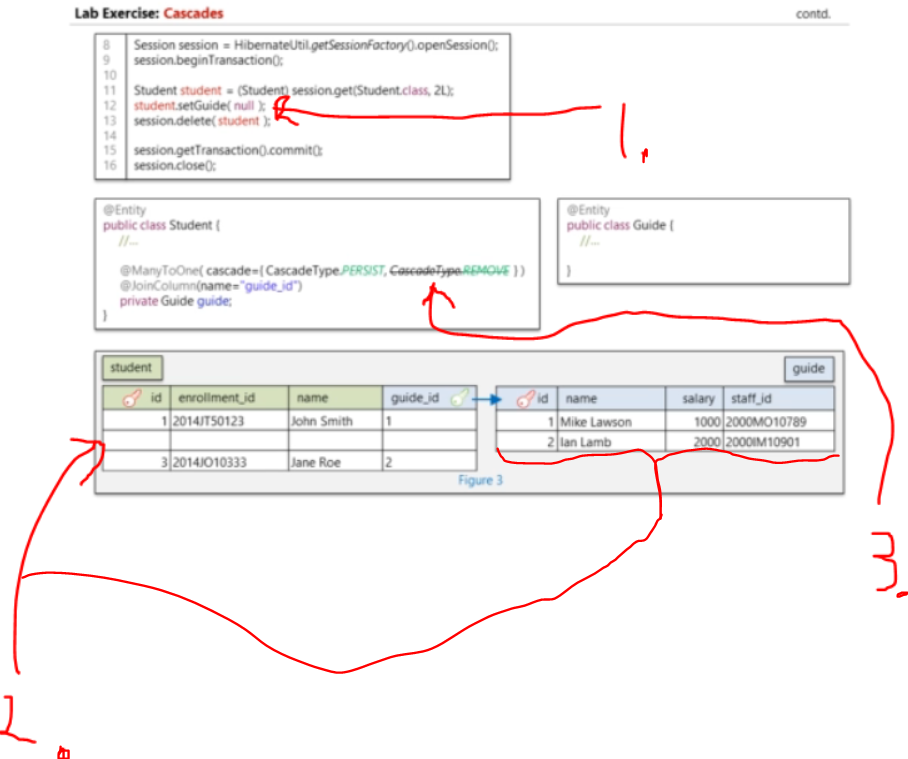 Lab Exercise: Cascades contd.
8 Session session = HibernateUtil.getSessionFactory().openSession();
9 session.beginTransaction();
10
11 Student student = (Student) session.get(Student.class, 2L);
12 student.setGuide( null );
13 session.delete( student );
14
15 session.getTransaction().commit();
16 session.close();
1.
@Entity
public class Student {
//...
@ManyToOne( cascade={ CascadeType.PERSIST, CascadeType.REMOVE } )
@JoinColumn(name="guide_id")
private Guide guide;
}
@Entity
public class Guide {
//...
}
student
id enrollment_id name guide_id
1 2014JT50123 John Smith 1
3 2014JO10333 Jane Roe 2
guide
id name salary staff_id
1 Mike Lawson 1000 2000MO10789
2 Ian Lamb 2000 2000IM10901
Figure 3
3.